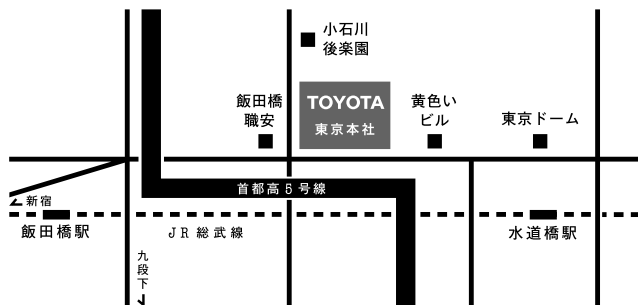 小石川
後楽園
飯田橋
職安
TOYOTA
東京本社
黄色い
ビル
東京ドーム
首都高5号線
新宿
飯田橋駅
JR総武線
水道橋駅
九段下